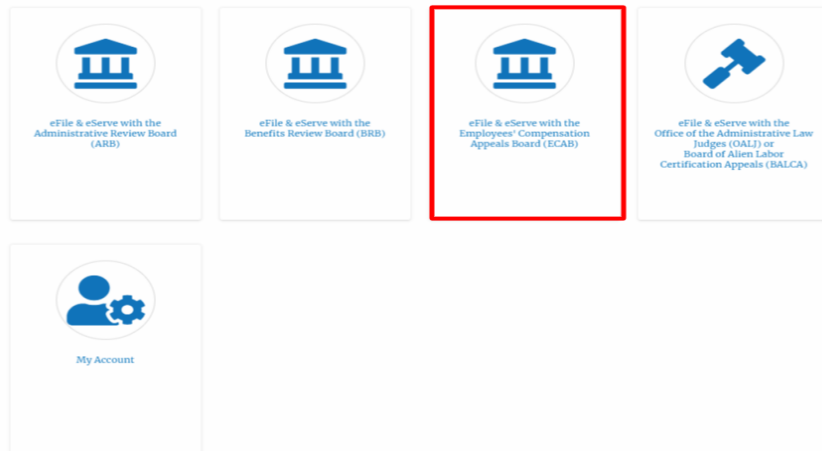 eFile & eServe with the
Administrative Review Board
(ARB)
eFile & eServe with the
Benefits Review Board (BRB)
eFile & eServe with the
Employees' Compensation
Appeals Board (ECAB)
eFile & eServe with the
Office of the Administrative Law
Judges (OALJ) or
Board of Alien Labor
Certification Appeals (BALCA)
My Account